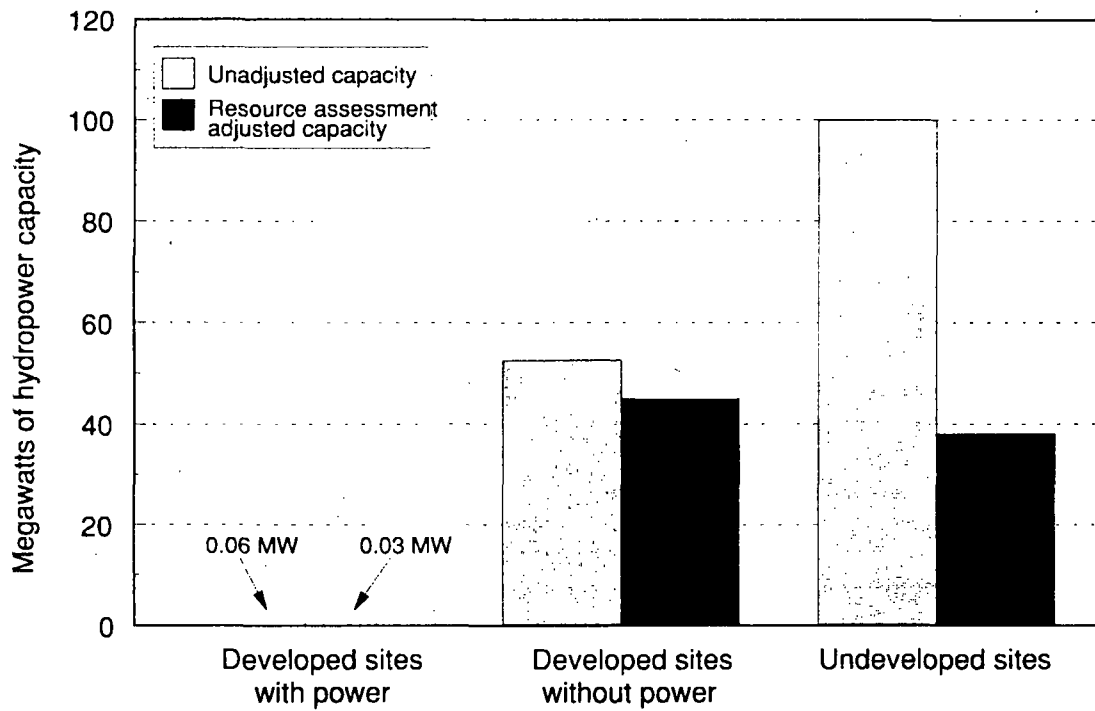 Megawatts of hydropower capacity
120
100
80
60
40
20
0
Unadjusted capacity
Resource assessment
adjusted capacity
0.06 MW
0.03 MW
Developed sites
with power
Developed sites
without power
Undeveloped sites